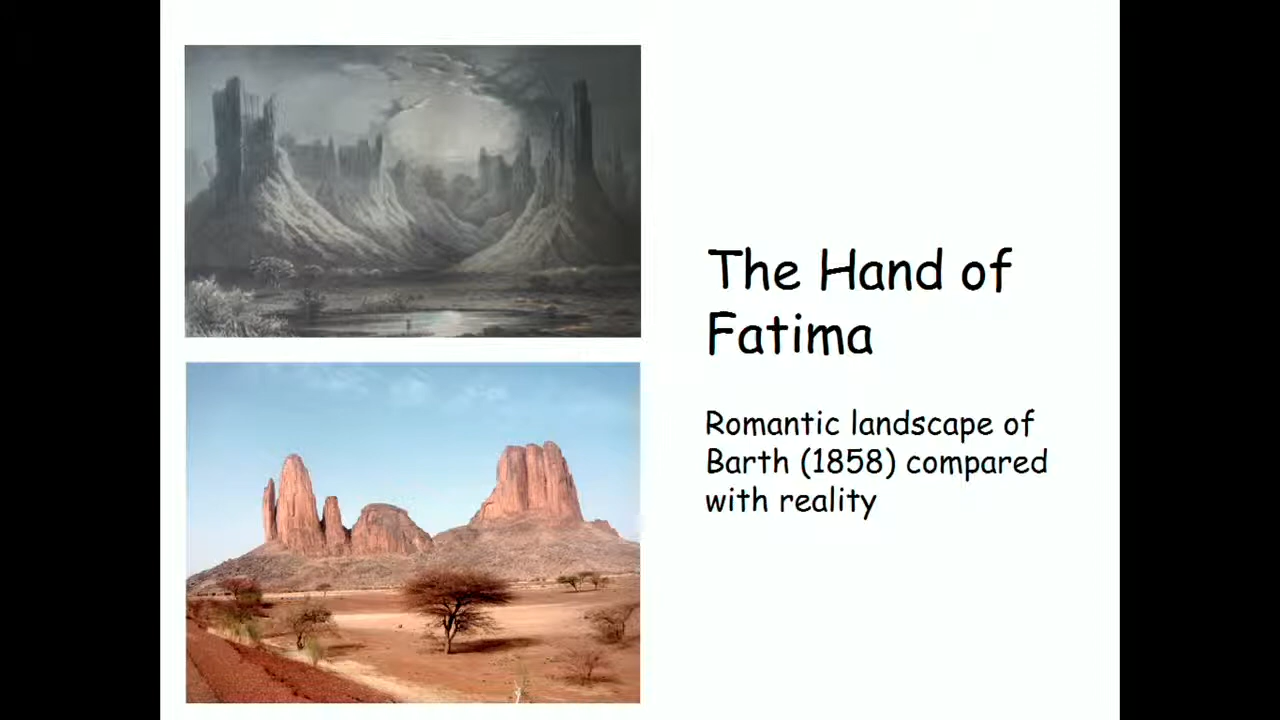 The Hand of
Fatima
Romantic landscape of
Barth (1858) compared
with reality